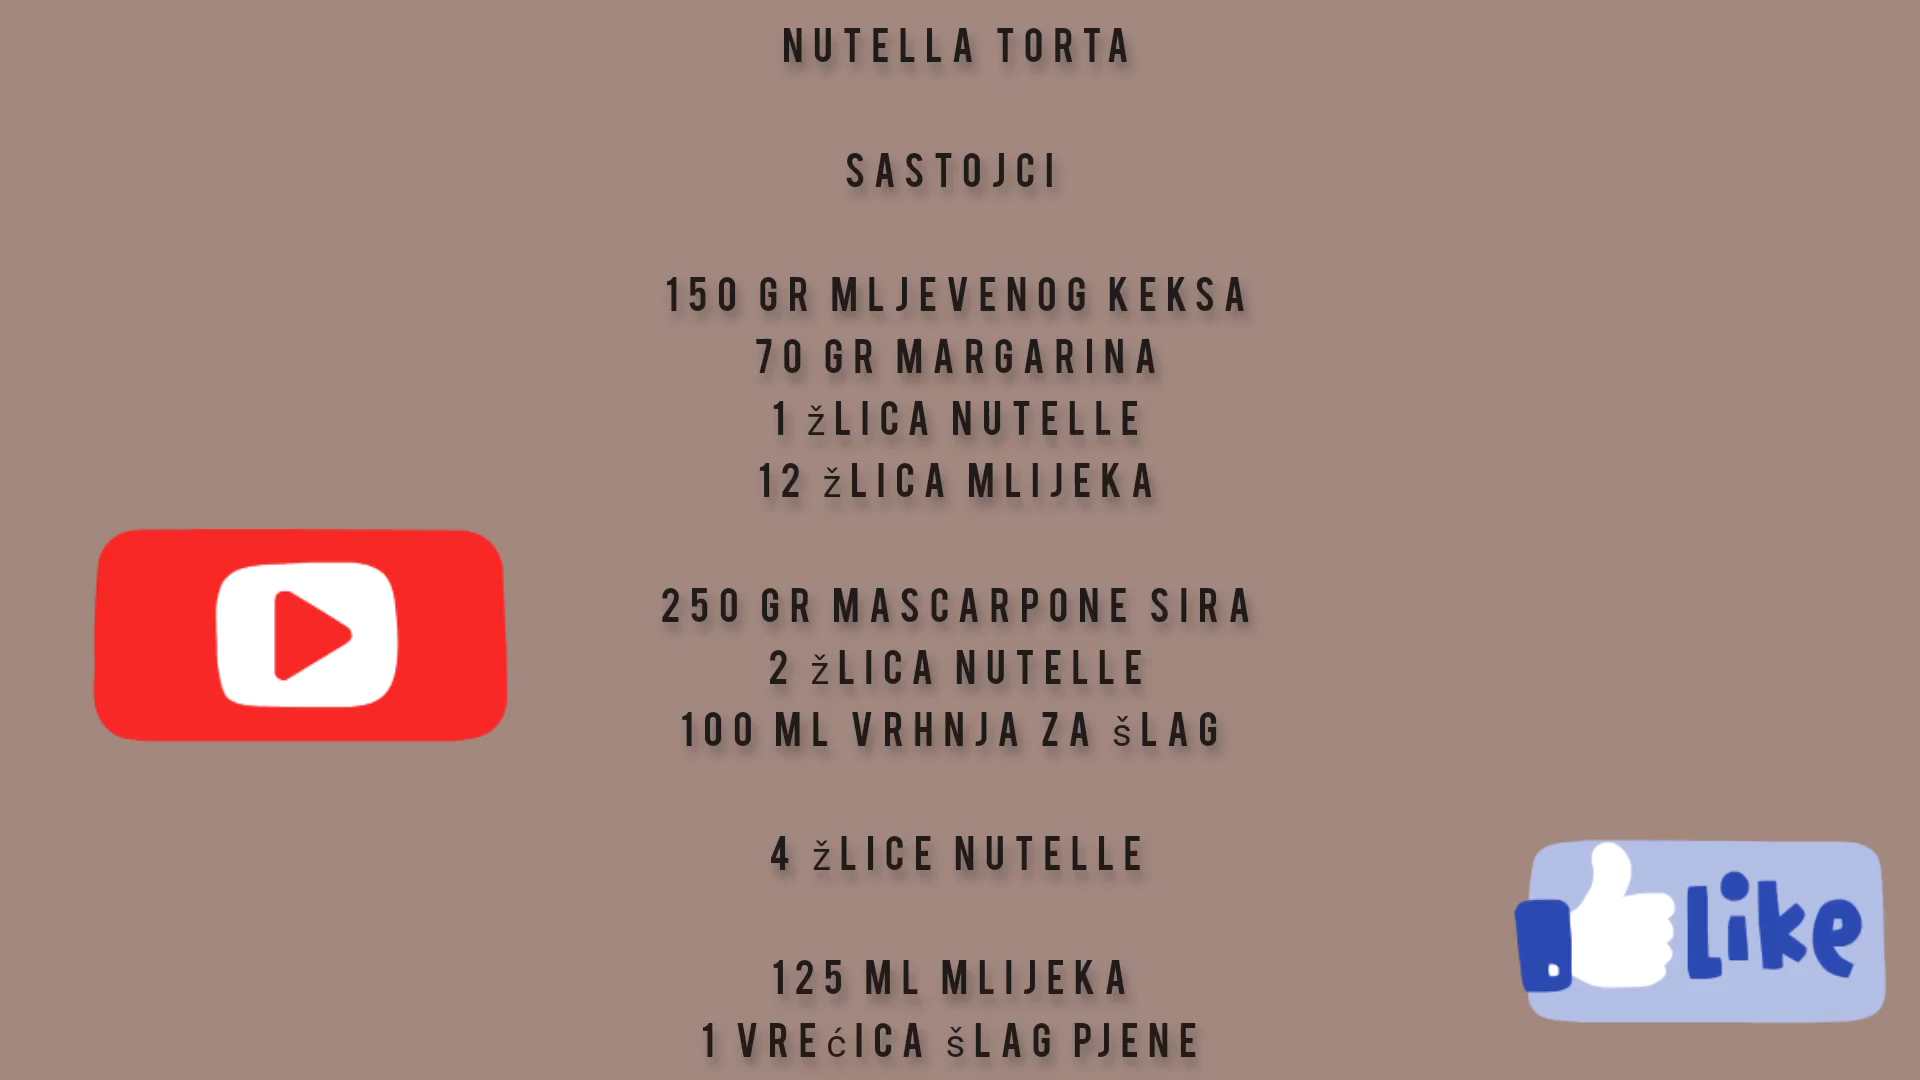 NUTELLA TORTA
SASTOJCI
150 GR MLJEVENOG KEKSA
70 GR MARGARINA
1 žLICA NUTELLE
12 žLICA MLIJEKA
250 GR MASCARPONE SIRA
2 žLICA NUTELLE
100 ML VRHNJA ZA šLAG
4 žLICE NUTELLE
125 ML MLIJEKA
1 VREćICA šLAG PJENE
Like